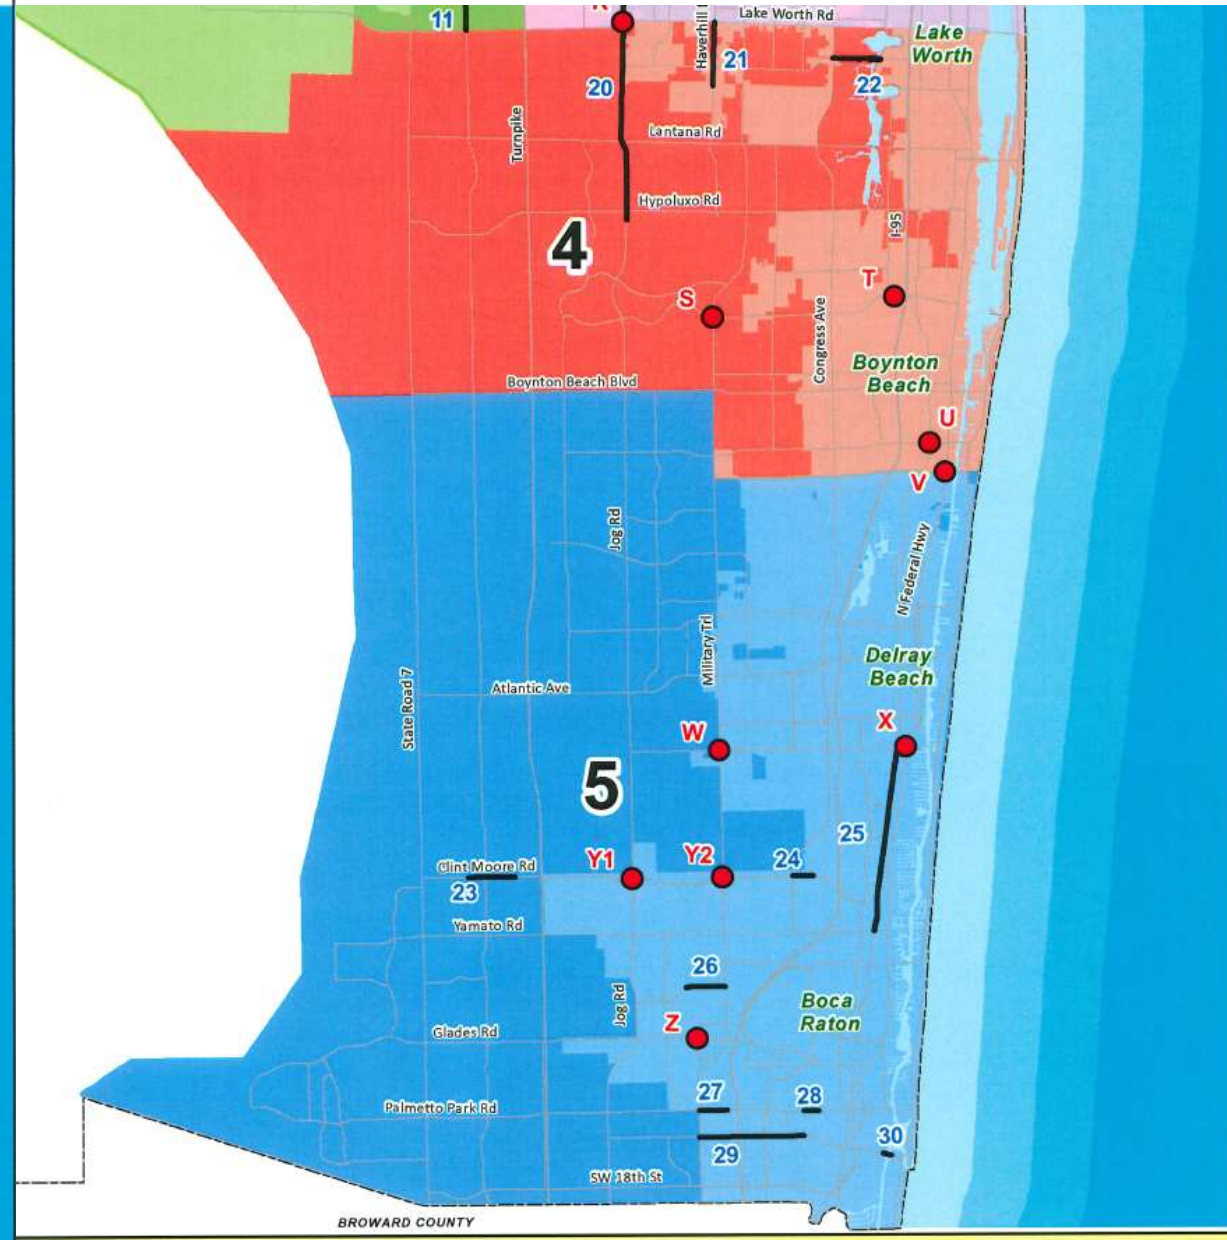 11
Lake Worth Rd
Lake
Worth
20
21
22
Turnpike
Lantana Rd
Hypoluxo Rd
4
I-95
S
T
Congress Ave
Boynton
Beach
Boynton Beach Blvd
U
V
Jog Rd
N Federal Hwy
Military Trl
Delray
Beach
State Road 7
Atlantic Ave
W
X
5
25
Clint Moore Rd
Y1
Y2
24
23
Yamato Rd
26
Jog Rd
Boca
Raton
Z
Glades Rd
27
28
Palmetto Park Rd
30
29
SW 18th St
BROWARD COUNTY